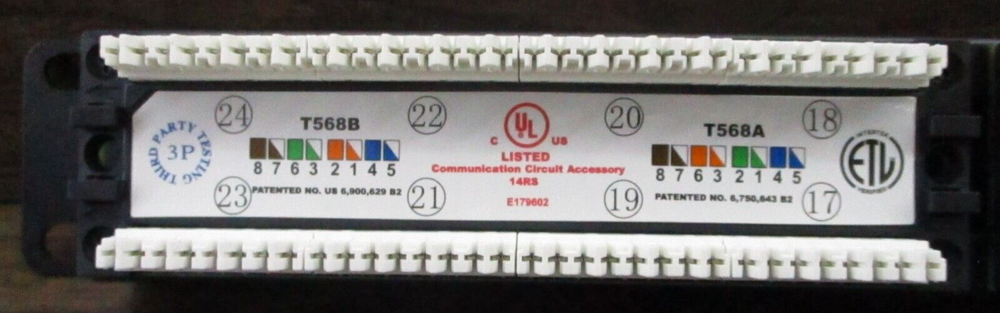 24
22
20
18
T568B
8 7 6 3 2 1 4 5
PATENTED NO. US 6,900,629 B2
23
21
19
17
THIRD PARTY TESTING
3P
C UL US
LISTED
Communication Circuit Accessory
14RS
E179602
T568A
8 7 6 3 2 1 4 5
PATENTED NO. 6,750,643 B2
INTERTEK
ETL
VERIFIED